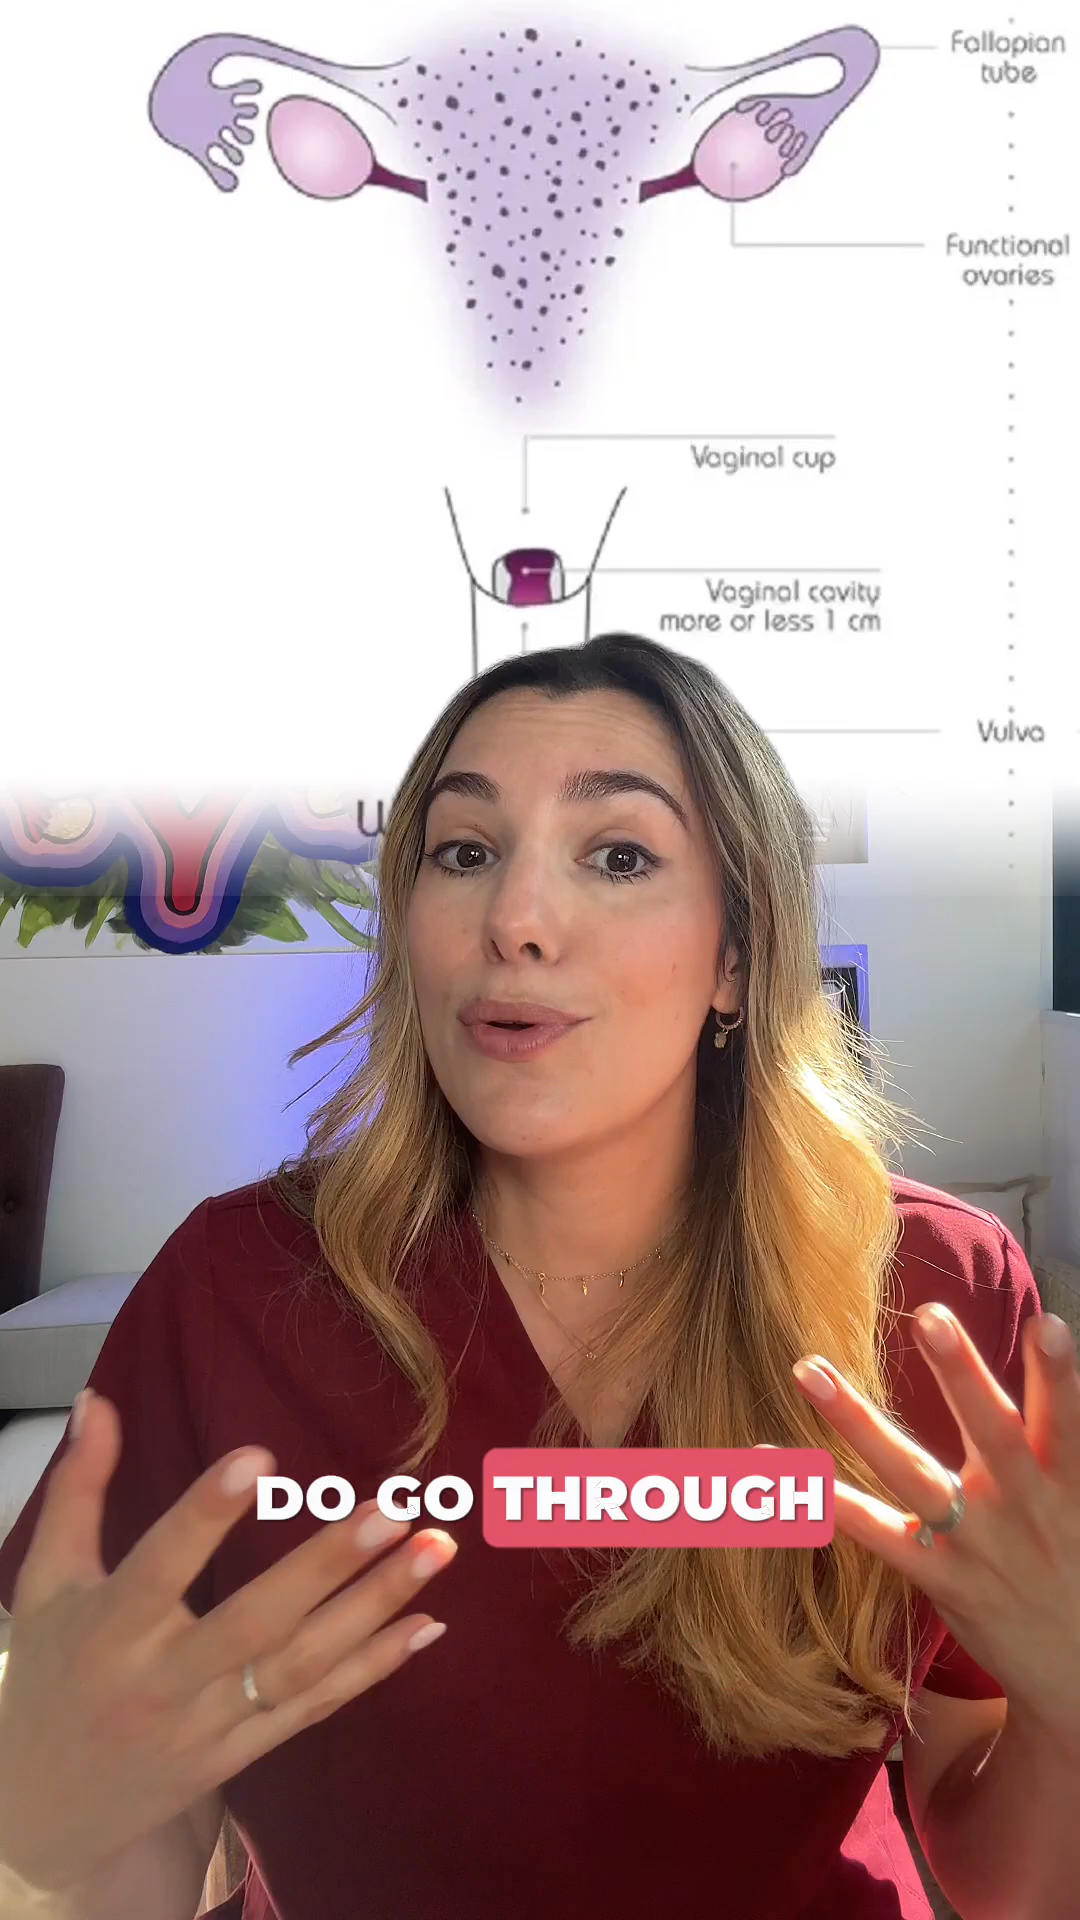 Fallopian
tube
Functional
ovaries
Vaginal cup
Vaginal cavity
more or less 1 cm
Vulva
DO GO THROUGH